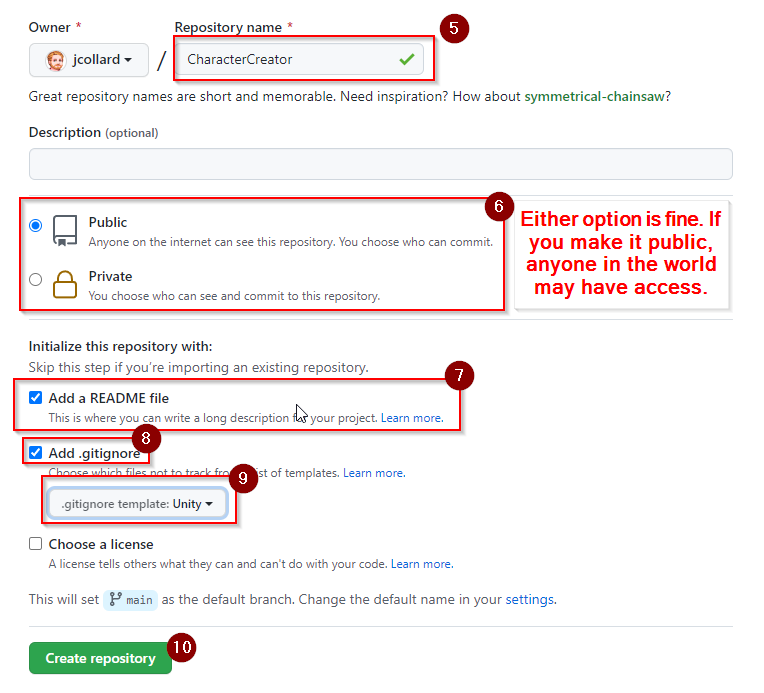 Owner * Repository name * 5
jcollard / CharacterCreator
Great repository names are short and memorable. Need inspiration? How about symmetrical-chainsaw?
Description (optional)
6
Public
Anyone on the internet can see this repository. You choose who can commit.
Private
You choose who can see and commit to this repository.
Either option is fine. If
you make it public,
anyone in the world
may have access.
Initialize this repository with:
Skip this step if you're importing an existing repository.
7
Add a README file
This is where you can write a long description for your project. Learn more.
8
Add .gitignore
Choose which files not to track from list of templates. Learn more.
9
.gitignore template: Unity
Choose a license
A license tells others what they can and can't do with your code. Learn more.
This will set main as the default branch. Change the default name in your settings.
10
Create repository